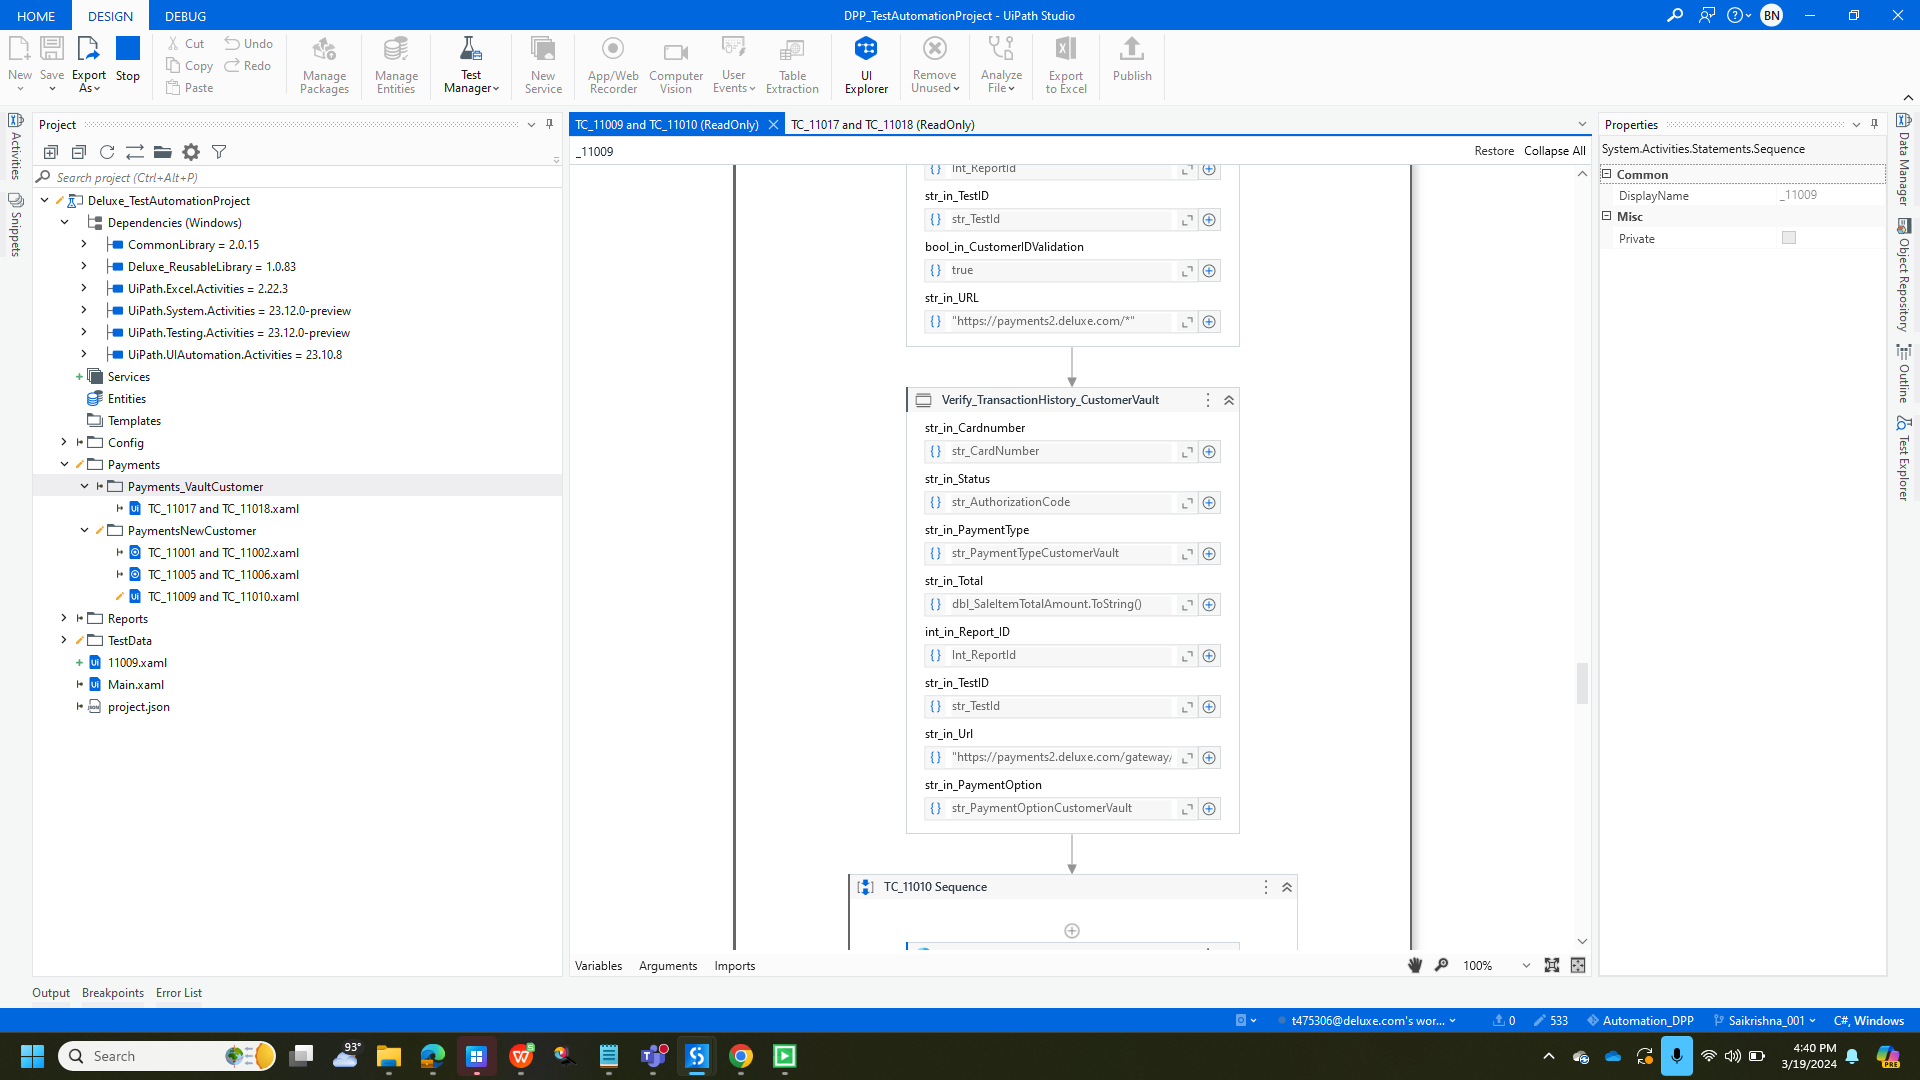 HOME DESIGN DEBUG
DPP_TestAutomationProject - UiPath Studio
BN
New
Save
Export As
Stop
Cut
Copy
Paste
Undo
Redo
Manage Packages
Manage Entities
Test Manager
New Service
App/Web Recorder
Computer Vision
User Events
Table Extraction
UI Explorer
Remove Unused
Analyze File
Export to Excel
Publish
Activities
Snippets
Project
Search project (Ctrl+Alt+P)
Deluxe_TestAutomationProject
Dependencies (Windows)
CommonLibrary = 2.0.15
Deluxe_ReusableLibrary = 1.0.83
UiPath.Excel.Activities = 2.22.3
UiPath.System.Activities = 23.12.0-preview
UiPath.Testing.Activities = 23.12.0-preview
UiPath.UIAutomation.Activities = 23.10.8
Services
Entities
Templates
Config
Payments
Payments_VaultCustomer
TC_11017 and TC_11018.xaml
PaymentsNewCustomer
TC_11001 and TC_11002.xaml
TC_11005 and TC_11006.xaml
TC_11009 and TC_11010.xaml
Reports
TestData
11009.xaml
Main.xaml
project.json
TC_11009 and TC_11010 (ReadOnly)
TC_11017 and TC_11018 (ReadOnly)
_11009
Restore Collapse All
Int_ReportId
str_in_TestID
str_TestId
bool_in_CustomerIDValidation
true
str_in_URL
"https://payments2.deluxe.com/*"
Verify_TransactionHistory_CustomerVault
str_in_Cardnumber
str_CardNumber
str_in_Status
str_AuthorizationCode
str_in_PaymentType
str_PaymentTypeCustomerVault
str_in_Total
dbl_SaleItemTotalAmount.ToString()
int_in_Report_ID
Int_ReportId
str_in_TestID
str_TestId
str_in_Url
"https://payments2.deluxe.com/gateway/
str_in_PaymentOption
str_PaymentOptionCustomerVault
TC_11010 Sequence
Variables Arguments Imports
100%
Properties
System.Activities.Statements.Sequence
Common
DisplayName _11009
Misc
Private
Data Manager
Object Repository
Outline
Test Explorer
Output Breakpoints Error List
t475306@deluxe.com's wor...
0
533
Automation_DPP
Saikrishna_001
C#, Windows
Search
93°
4:40 PM
3/19/2024
PRE